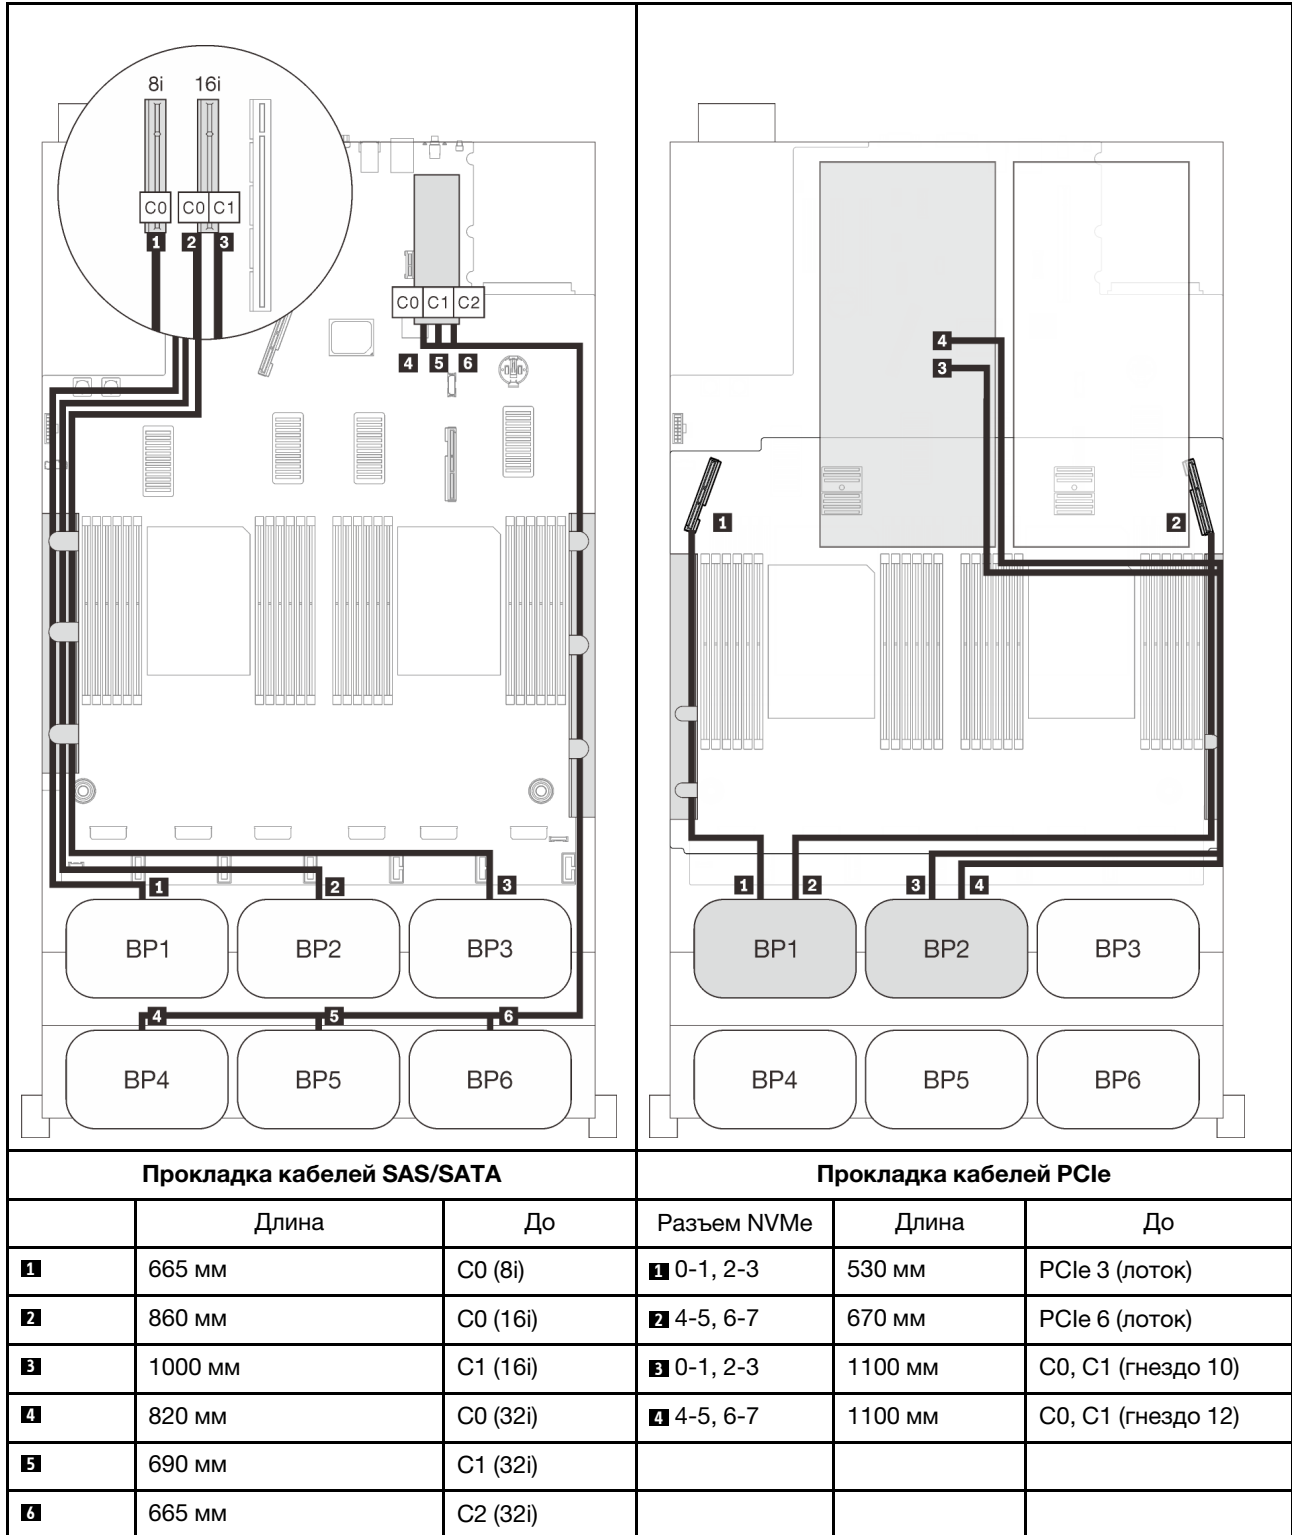 8i 16i
C0 C0 C1
1 2 3
C0 C1 C2
4 5 6
1 2 3
BP1 BP2 BP3
4 5 6
BP4 BP5 BP6
4
3
1 2
1 2 3 4
BP1 BP2 BP3
BP4 BP5 BP6
Прокладка кабелей SAS/SATA Прокладка кабелей PCIe
Длина До Разъем NVMe Длина До
1 665 мм C0 (8i) 1 0-1, 2-3 530 мм PCIe 3 (лоток)
2 860 мм C0 (16i) 2 4-5, 6-7 670 мм PCIe 6 (лоток)
3 1000 мм C1 (16i) 3 0-1, 2-3 1100 мм C0, C1 (гнездо 10)
4 820 мм C0 (32i) 4 4-5, 6-7 1100 мм C0, C1 (гнездо 12)
5 690 мм C1 (32i)
6 665 мм C2 (32i)